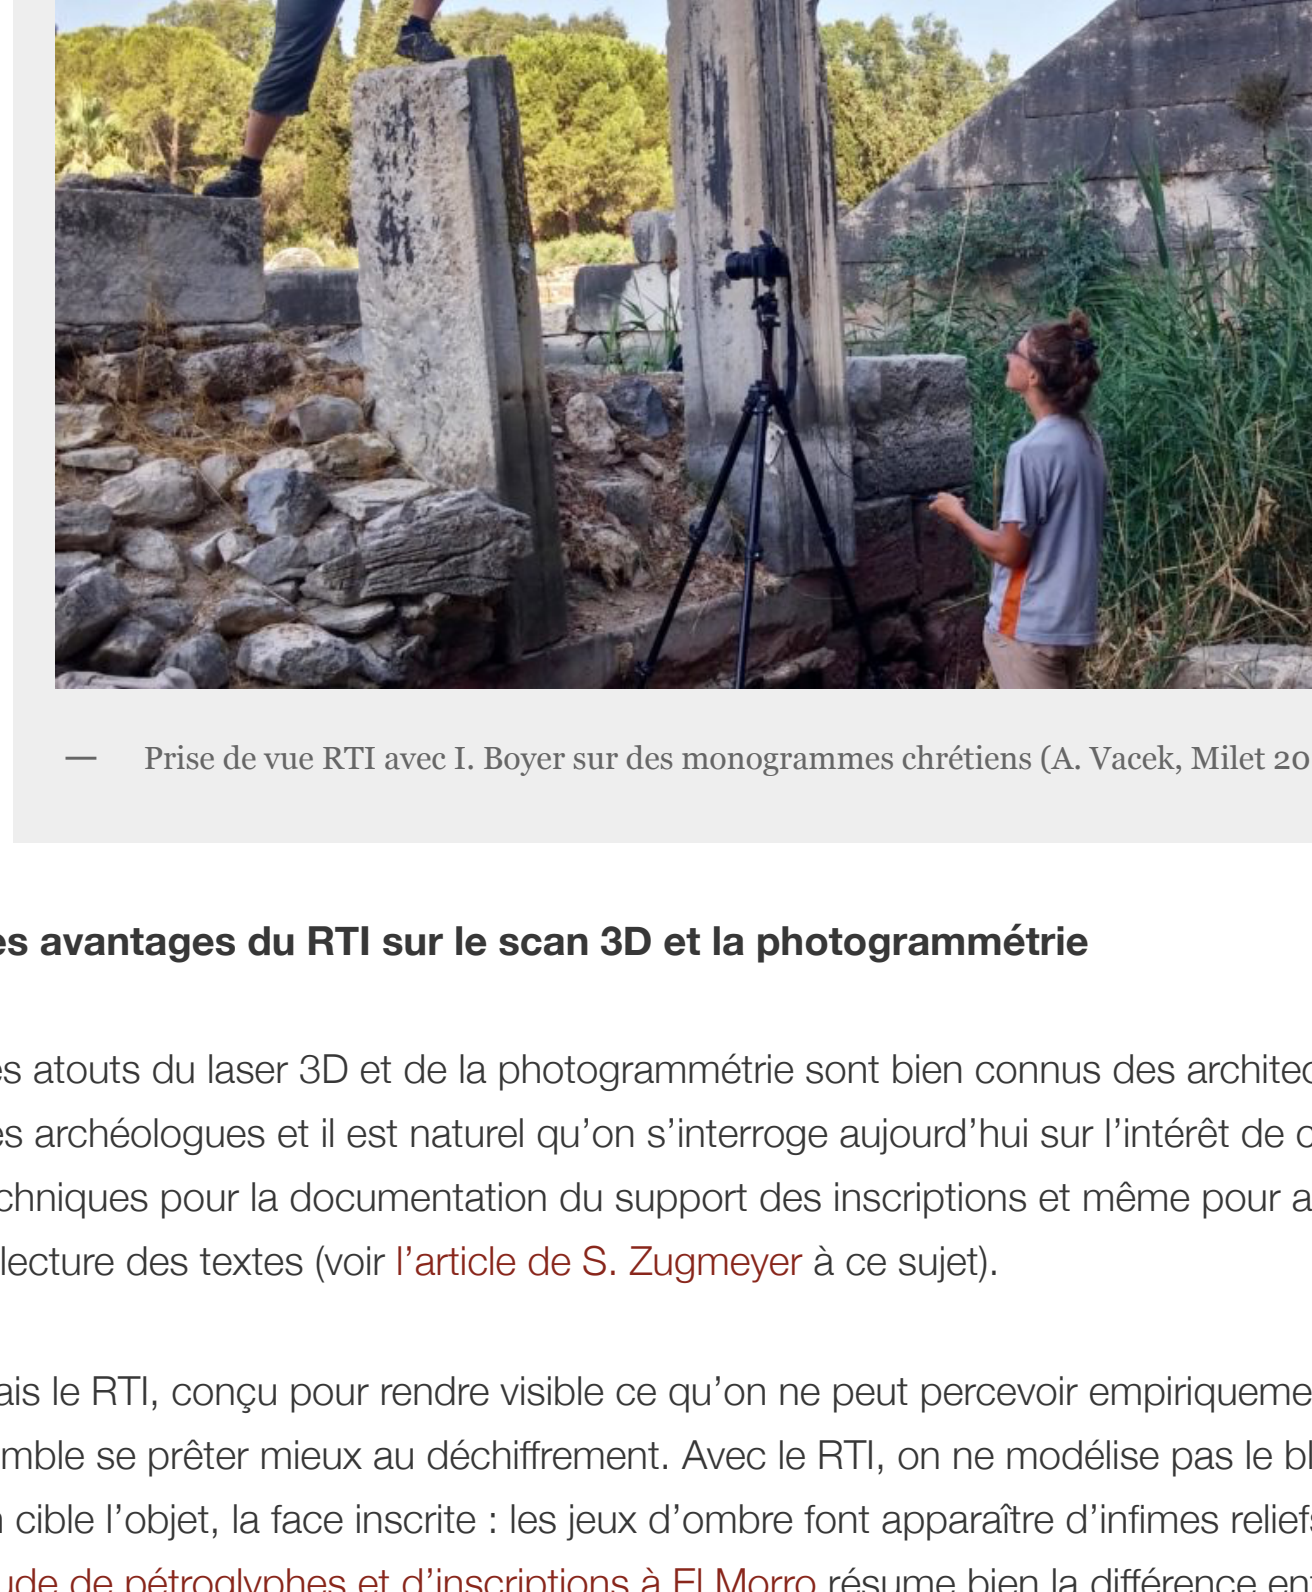 — Prise de vue RTI avec I. Boyer sur des monogrammes chrétiens (A. Vacek, Milet 20
es avantages du RTI sur le scan 3D et la photogrammétrie
es atouts du laser 3D et de la photogrammétrie sont bien connus des architec
es archéologues et il est naturel qu’on s’interroge aujourd’hui sur l’intérêt de c
chniques pour la documentation du support des inscriptions et même pour a
lecture des textes (voir l’article de S. Zugmeyer à ce sujet).
ais le RTI, conçu pour rendre visible ce qu’on ne peut percevoir empiriqueme
mble se prêter mieux au déchiffrement. Avec le RTI, on ne modélise pas le bl
n cible l’objet, la face inscrite : les jeux d’ombre font apparaître d’infimes reliefs
ude de pétroglyphes et d’inscriptions à El Morro résume bien la différence en